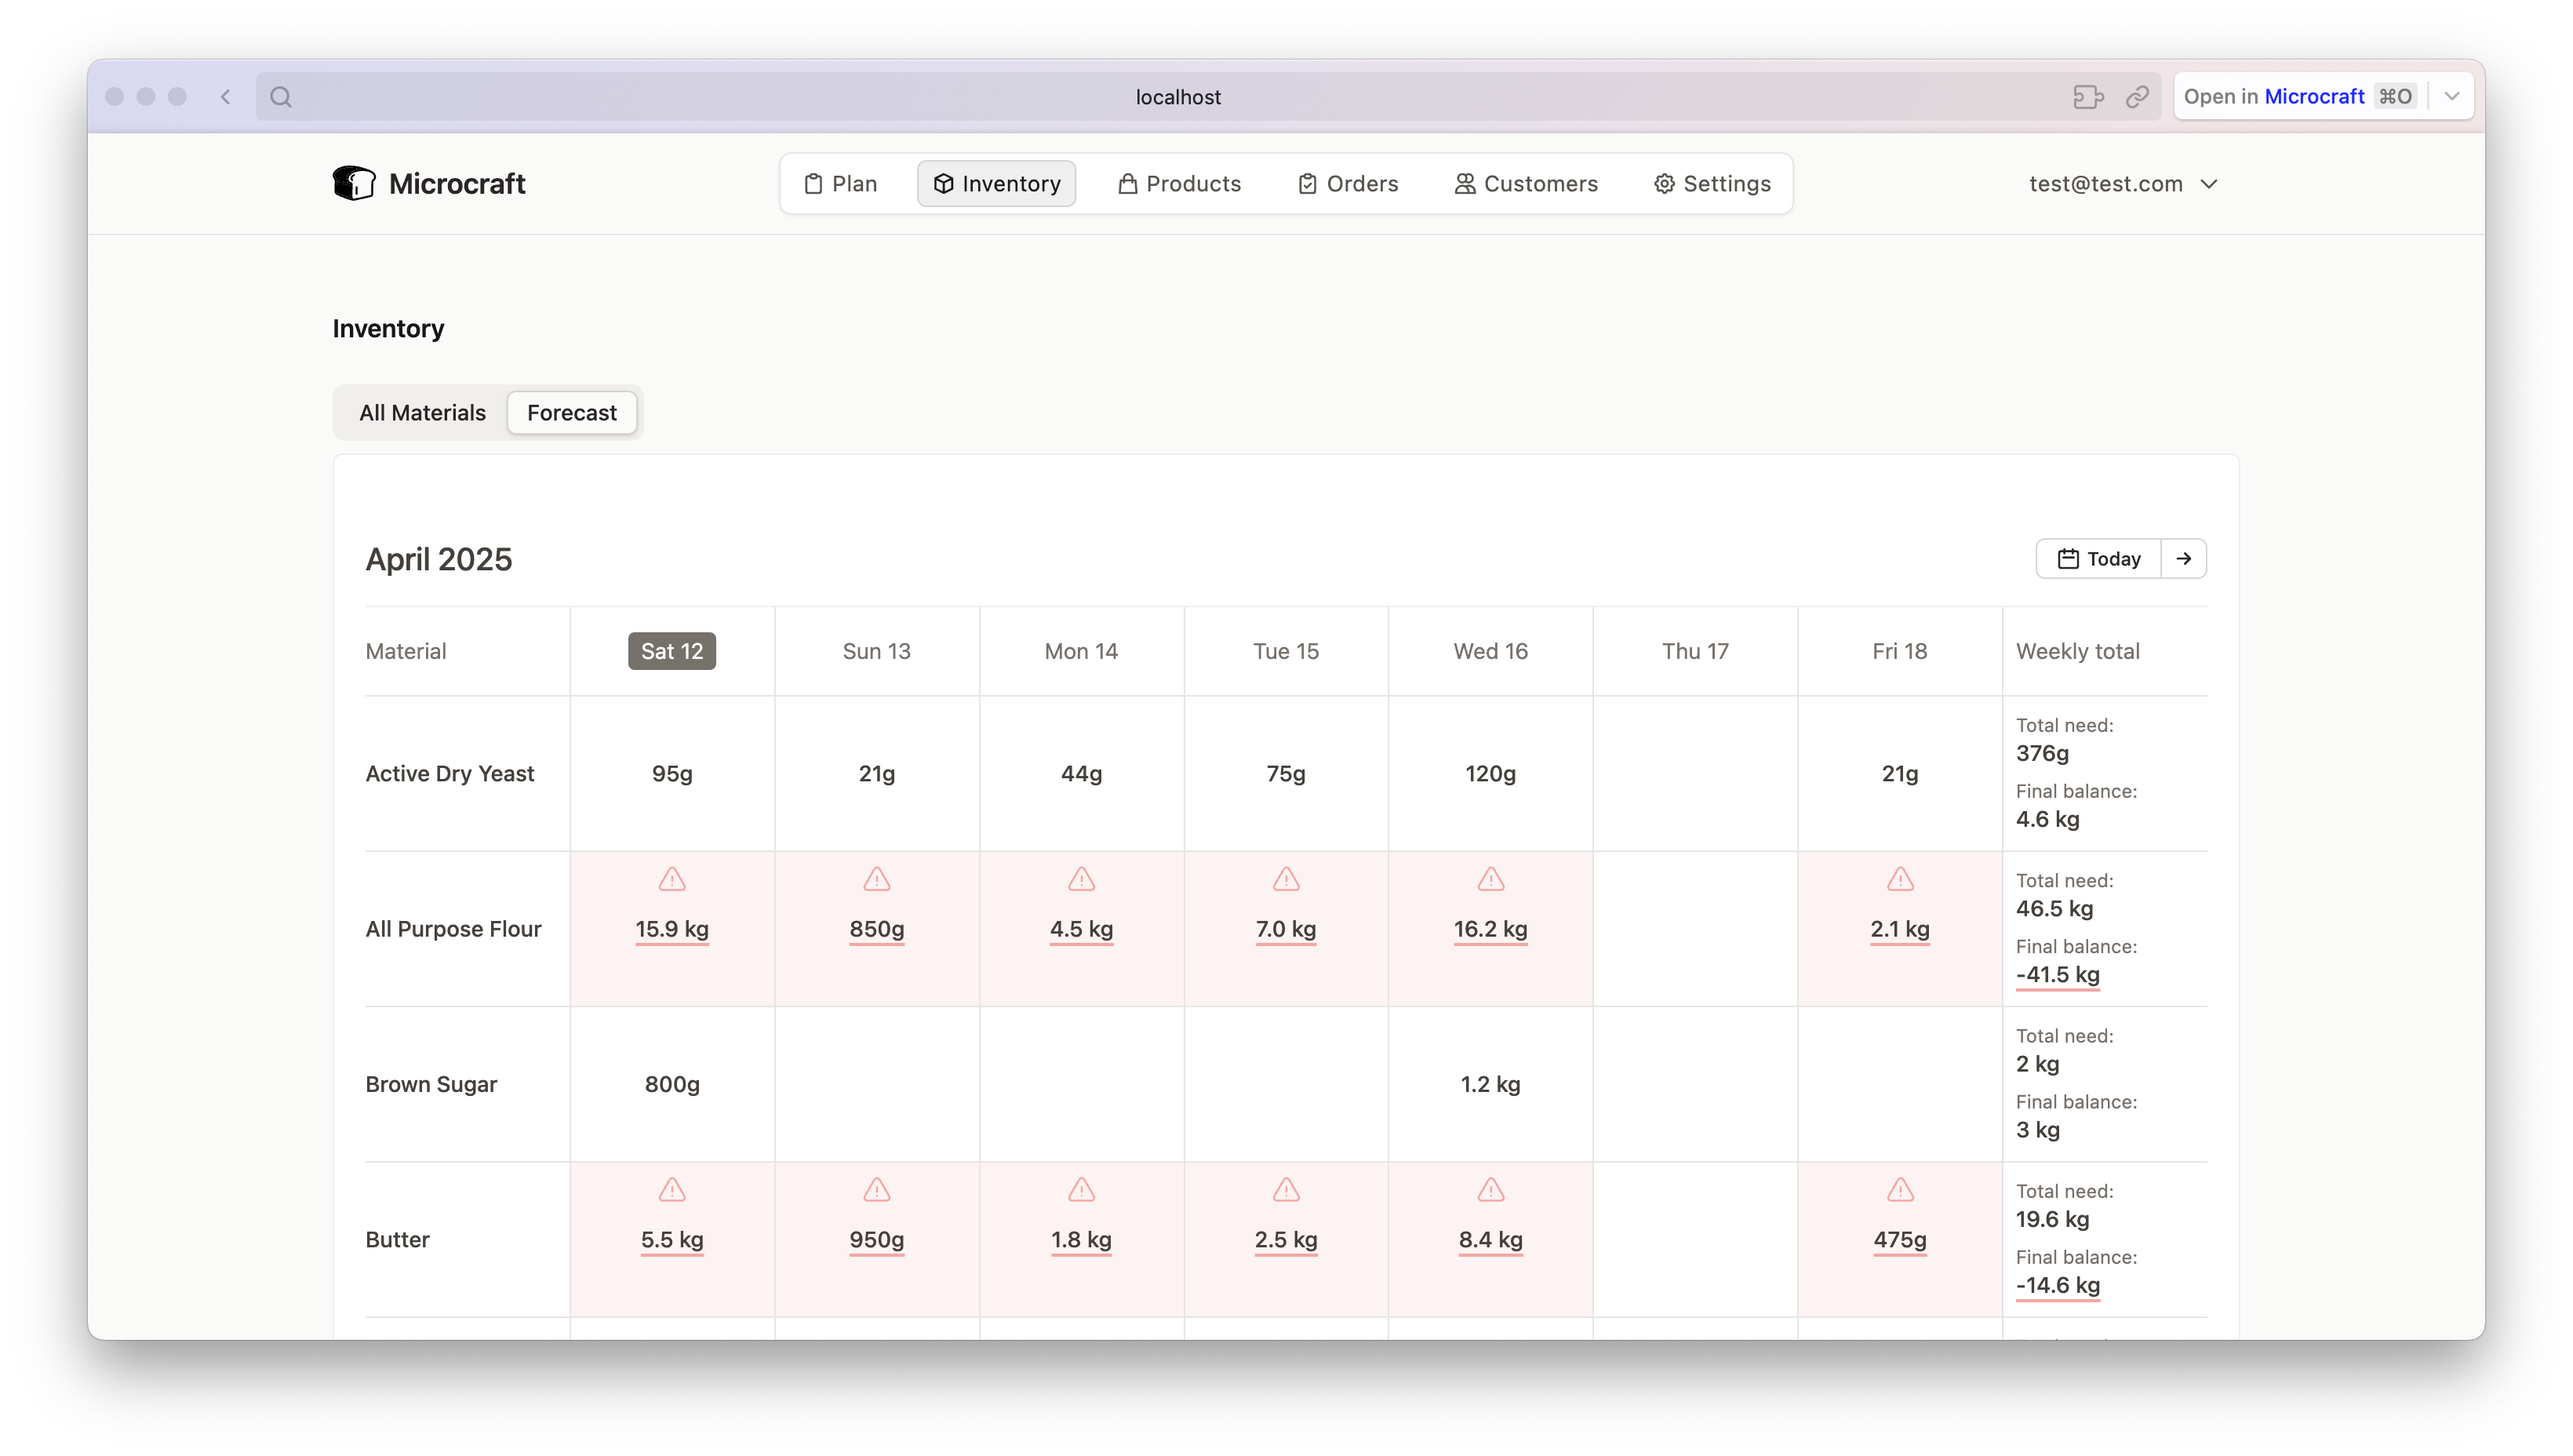 localhost
Open in Microcraft ⌘O
Microcraft
Plan
Inventory
Products
Orders
Customers
Settings
test@test.com
Inventory
All Materials
Forecast
April 2025
Today
Material
Sat 12
Sun 13
Mon 14
Tue 15
Wed 16
Thu 17
Fri 18
Weekly total
Active Dry Yeast
95g
21g
44g
75g
120g
21g
Total need:
376g
Final balance:
4.6 kg
All Purpose Flour
15.9 kg
850g
4.5 kg
7.0 kg
16.2 kg
2.1 kg
Total need:
46.5 kg
Final balance:
-41.5 kg
Brown Sugar
800g
1.2 kg
Total need:
2 kg
Final balance:
3 kg
Butter
5.5 kg
950g
1.8 kg
2.5 kg
8.4 kg
475g
Total need:
19.6 kg
Final balance:
-14.6 kg